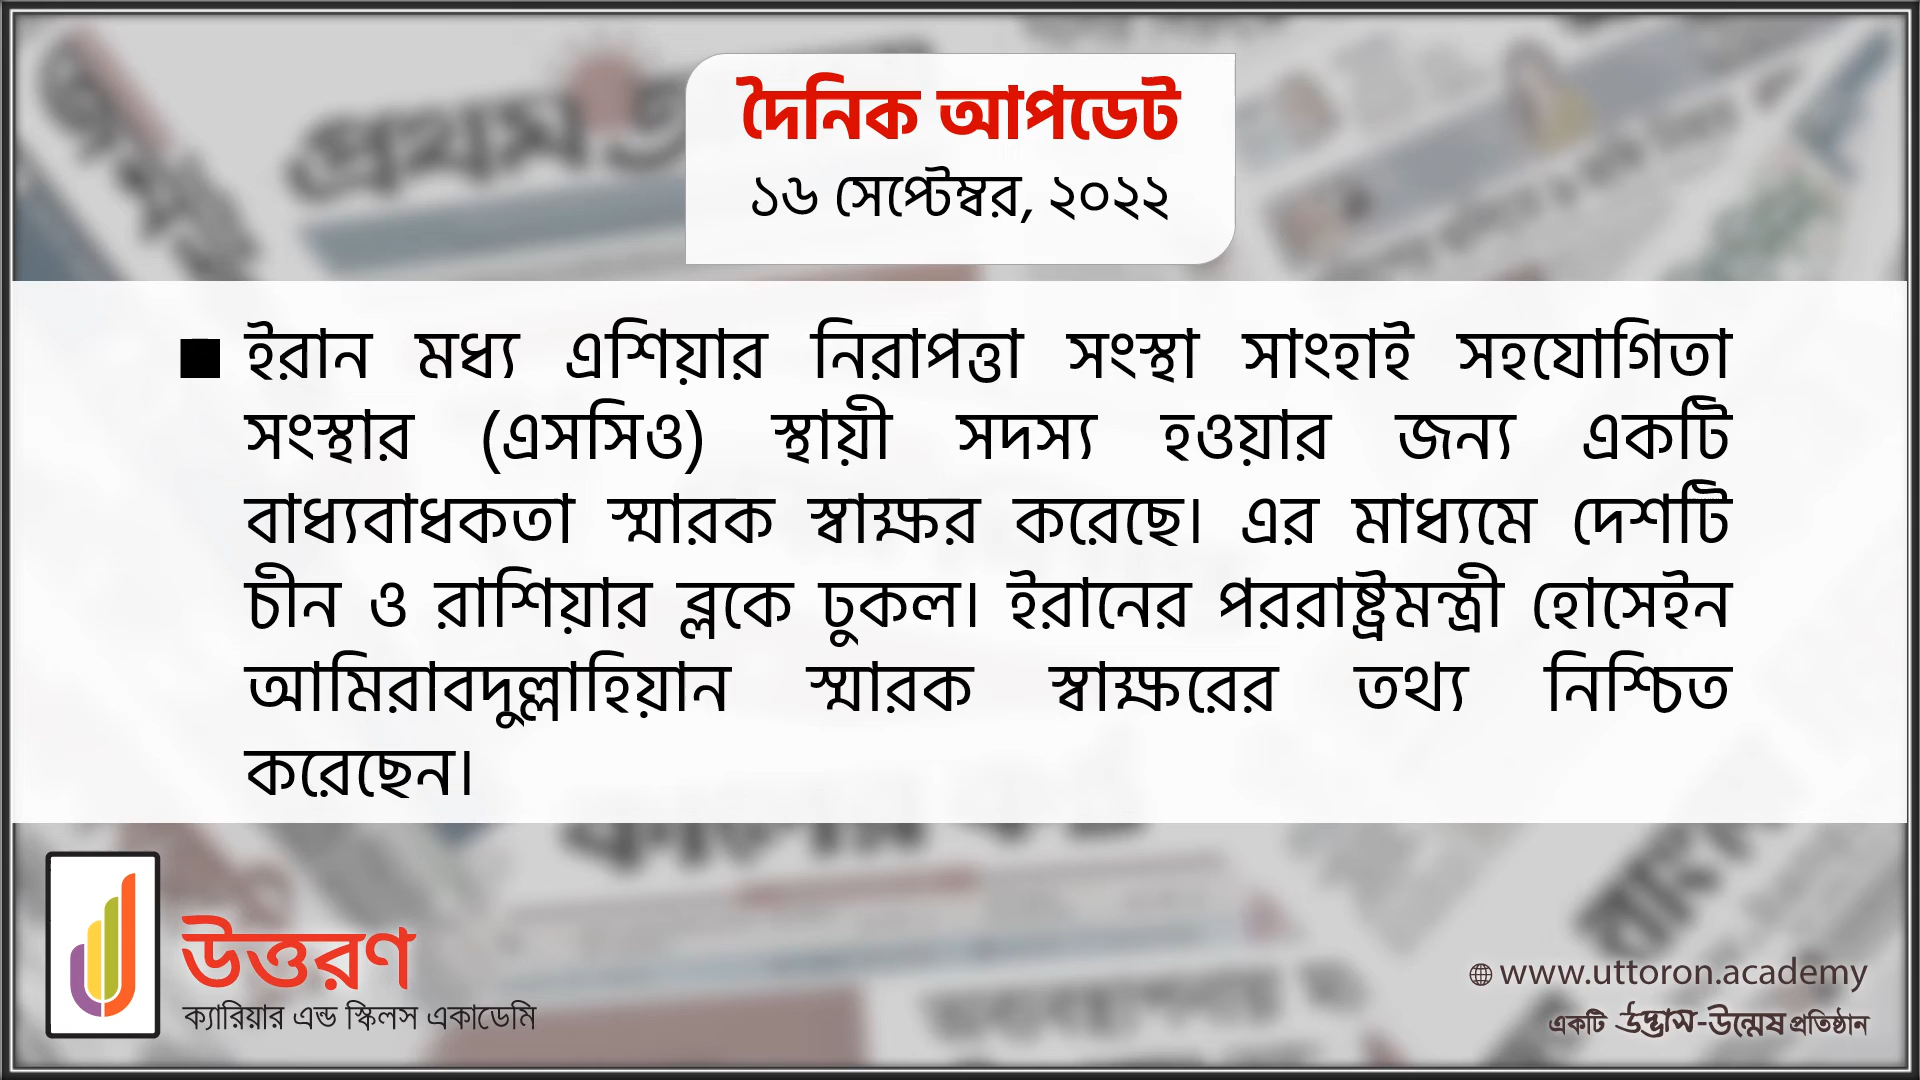 দৈনিক আপডেট
১৬ সেপ্টেম্বর, ২০২২
■ ইরান মধ্য এশিয়ার নিরাপত্তা সংস্থা সাংহাই সহযোগিতা
সংস্থার (এসসিও) স্থায়ী সদস্য হওয়ার জন্য একটি
বাধ্যবাধকতা স্মারক স্বাক্ষর করেছে। এর মাধ্যমে দেশটি
চীন ও রাশিয়ার ব্লকে ঢুকল। ইরানের পররাষ্ট্রমন্ত্রী হোসেইন
আমিরাবদুল্লাহিয়ান স্মারক স্বাক্ষরের তথ্য নিশ্চিত
করেছেন।
উত্তরণ
ক্যারিয়ার এন্ড স্কিলস একাডেমি
www.uttoron.academy
একটি উদ্ভাস-উন্মেষ প্রতিষ্ঠান